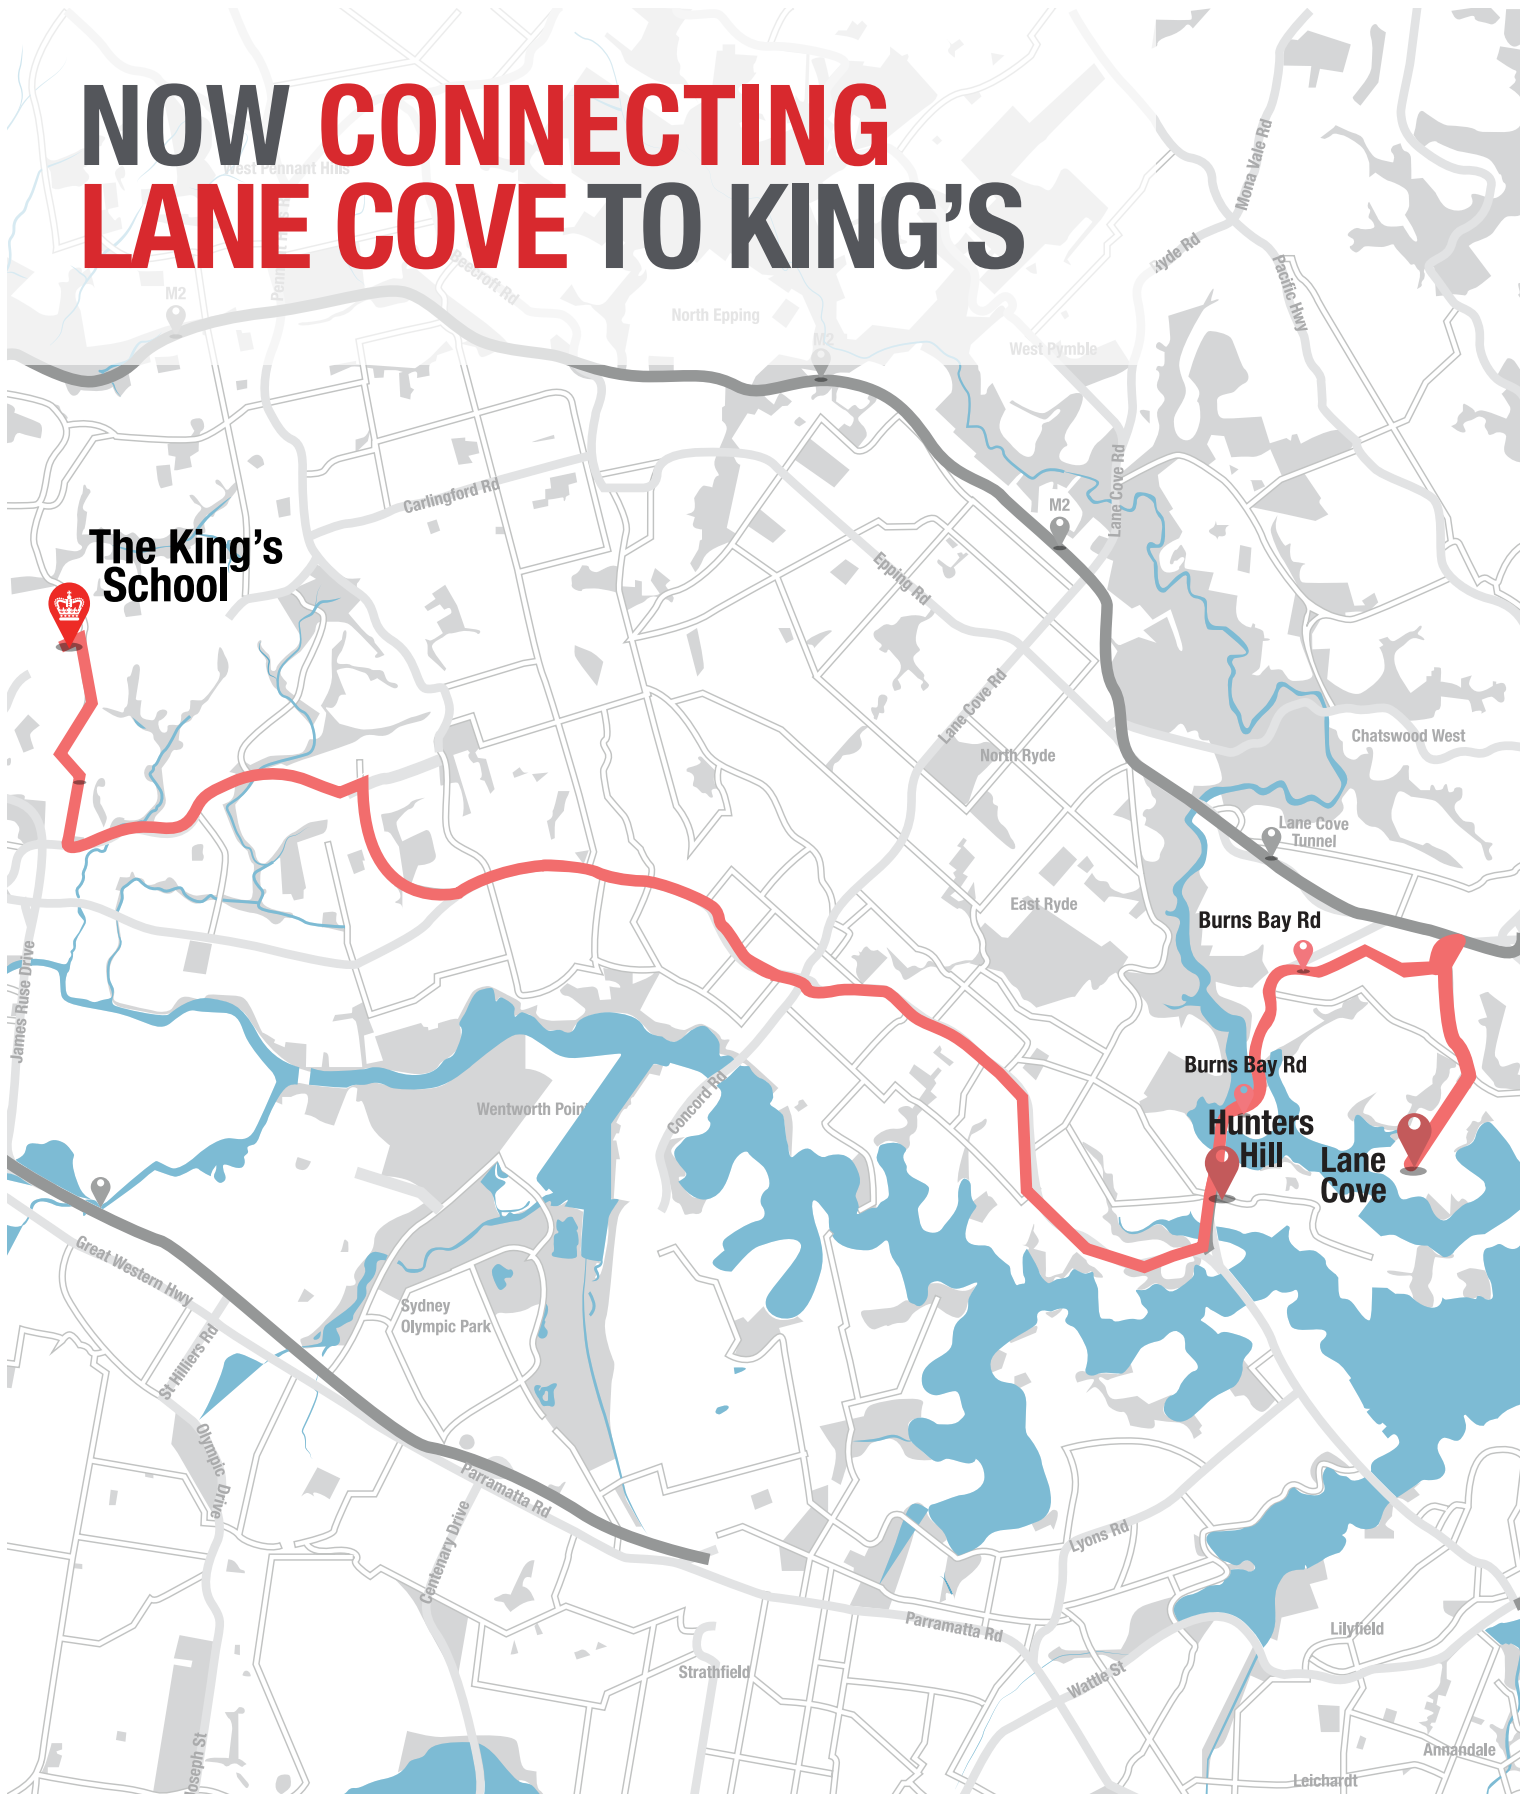 NOW CONNECTING
LANE COVE TO KING'S
West Pennant Hills
Beecroft Rd
M2
North Epping
M2
West Pymble
Mona Vale Rd
Ryde Rd
Pacific Hwy
Carlingford Rd
Lane Cove Rd
M2
The King's
School
Epping Rd
Lane Cove Rd
North Ryde
Chatswood West
Lane Cove
Tunnel
East Ryde
Burns Bay Rd
James Ruse Drive
Burns Bay Rd
Wentworth Poin
Concord Rd
Hunters
Hill
Lane
Cove
Great Western Hwy
Sydney
Olympic Park
St Hilliers Rd
Olympic Drive
Parramatta Rd
Centenary Drive
Lyons Rd
Parramatta Rd
Lilyfield
Strathfield
Wattle St
Joseph St
Annandale
Leichardt